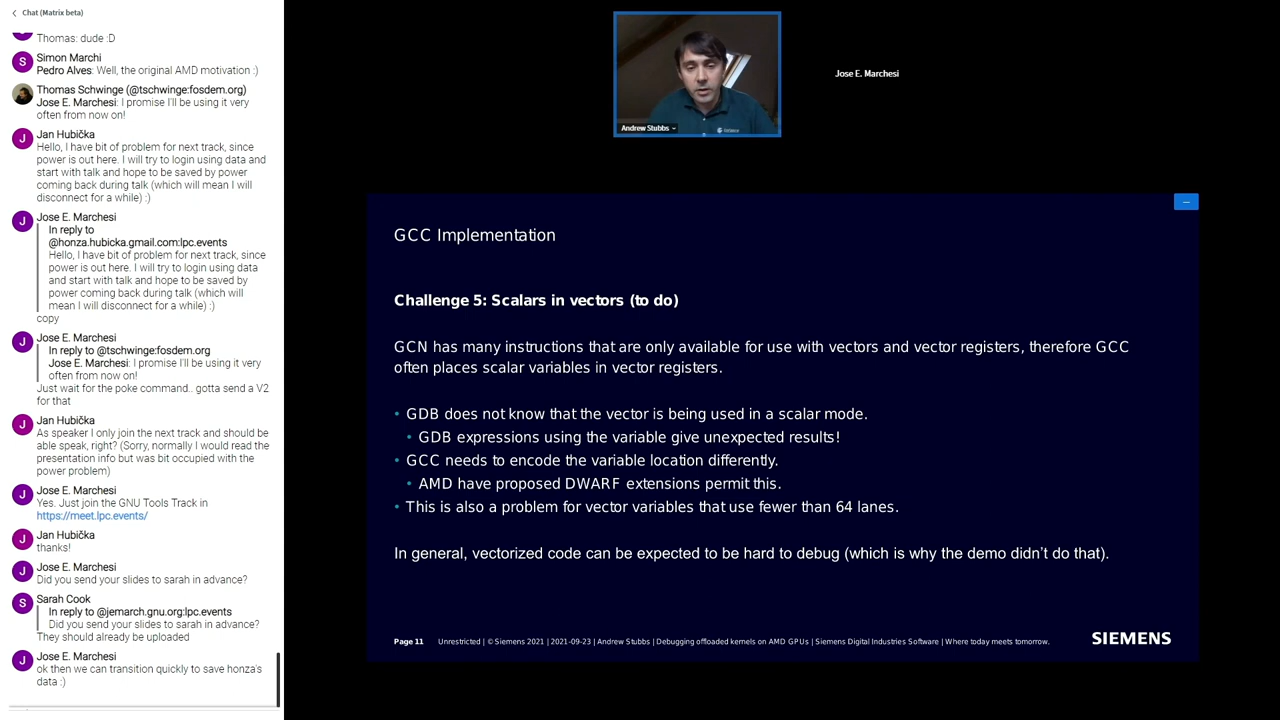 Chat (Matrix beta)
Thomas: dude :D
Simon Marchi
Pedro Alves: Well, the original AMD motivation :)
Thomas Schwinge (@tschwinge:fosdem.org)
Jose E. Marchesi: I promise I'll be using it very
often from now on!
Jan Hubička
Hello, I have bit of problem for next track, since
power is out here. I will try to login using data and
start with talk and hope to be saved by power
coming back during talk (which will mean I will
disconnect for a while) :)
Jose E. Marchesi
In reply to
@honza.hubicka.gmail.com:lpc.events
Hello, I have bit of problem for next track, since
power is out here. I will try to login using data
and start with talk and hope to be saved by
power coming back during talk (which will
mean I will disconnect for a while) :)
copy
Jose E. Marchesi
In reply to @tschwinge:fosdem.org
Jose E. Marchesi: I promise I'll be using it very
often from now on!
Just wait for the poke command.. gotta send a V2
for that
Jan Hubička
As speaker I only join the next track and should be
able speak, right? (Sorry, normally I would read the
presentation info but was bit occupied with the
power problem)
Jose E. Marchesi
Yes. Just join the GNU Tools Track in
https://meet.lpc.events/
Jan Hubička
thanks!
Jose E. Marchesi
Did you send your slides to sarah in advance?
Sarah Cook
In reply to @jemarch.gnu.org:lpc.events
Did you send your slides to sarah in advance?
They should already be uploaded
Jose E. Marchesi
ok then we can transition quickly to save honza's
data :)
Andrew Stubbs
Jose E. Marchesi
GCC Implementation
Challenge 5: Scalars in vectors (to do)
GCN has many instructions that are only available for use with vectors and vector registers, therefore GCC
often places scalar variables in vector registers.
• GDB does not know that the vector is being used in a scalar mode.
• GDB expressions using the variable give unexpected results!
• GCC needs to encode the variable location differently.
• AMD have proposed DWARF extensions permit this.
• This is also a problem for vector variables that use fewer than 64 lanes.
In general, vectorized code can be expected to be hard to debug (which is why the demo didn't do that).
Page 11 Unrestricted | © Siemens 2021 | 2021-09-23 | Andrew Stubbs | Debugging offloaded kernels on AMD GPUs | Siemens Digital Industries Software | Where today meets tomorrow.
SIEMENS